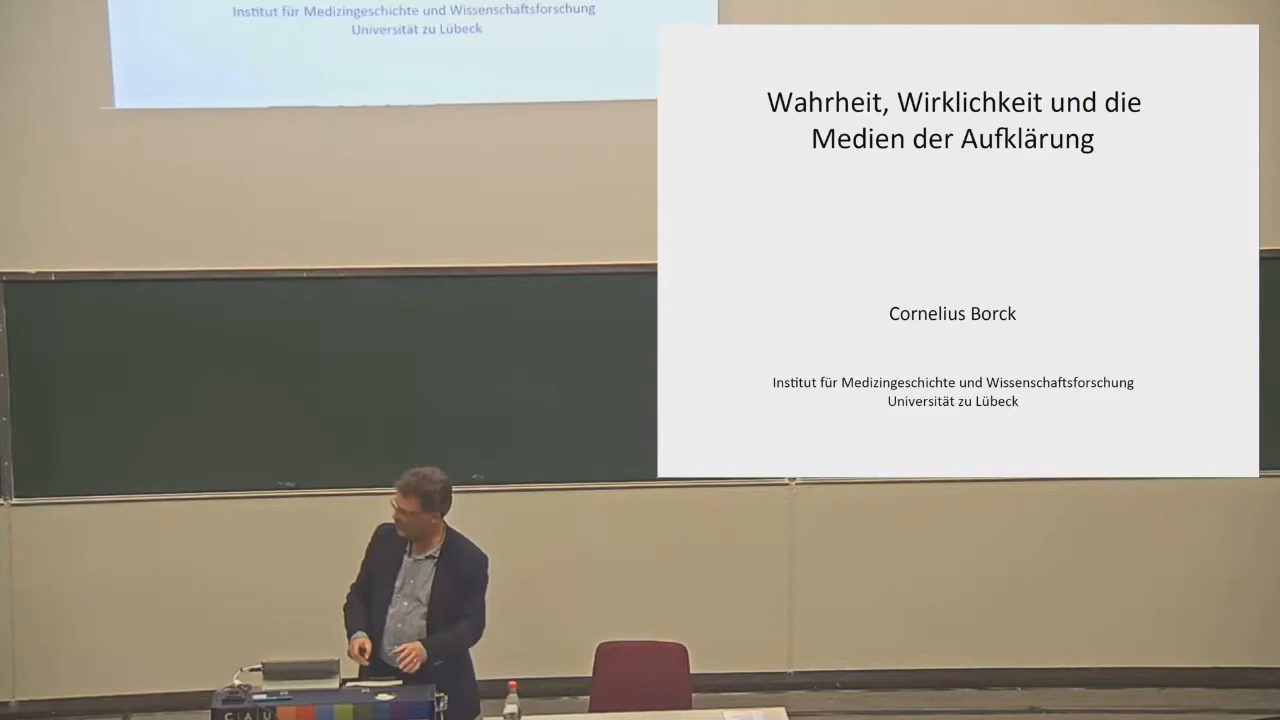 Institut für Medizingeschichte und Wissenschaftsforschung
Universität zu Lübeck
Wahrheit, Wirklichkeit und die
Medien der Aufklärung
Cornelius Borck
Institut für Medizingeschichte und Wissenschaftsforschung
Universität zu Lübeck
CAU